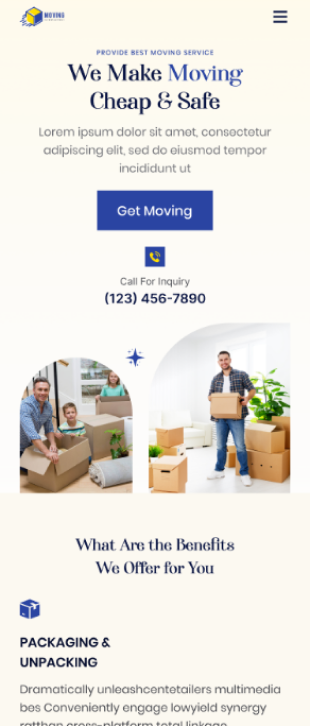 MOVING
PROVIDE BEST MOVING SERVICE
We Make Moving
Cheap & Safe
Lorem ipsum dolor sit amet, consectetur
adipiscing elit, sed do eiusmod tempor
incididunt ut
Get Moving
Call For Inquiry
(123) 456-7890
What Are the Benefits
We Offer for You
PACKAGING &
UNPACKING
Dramatically unleashcentetailers multimedia
bes Conveniently engage lowyield synergy
ratthan cross-platform total linkage